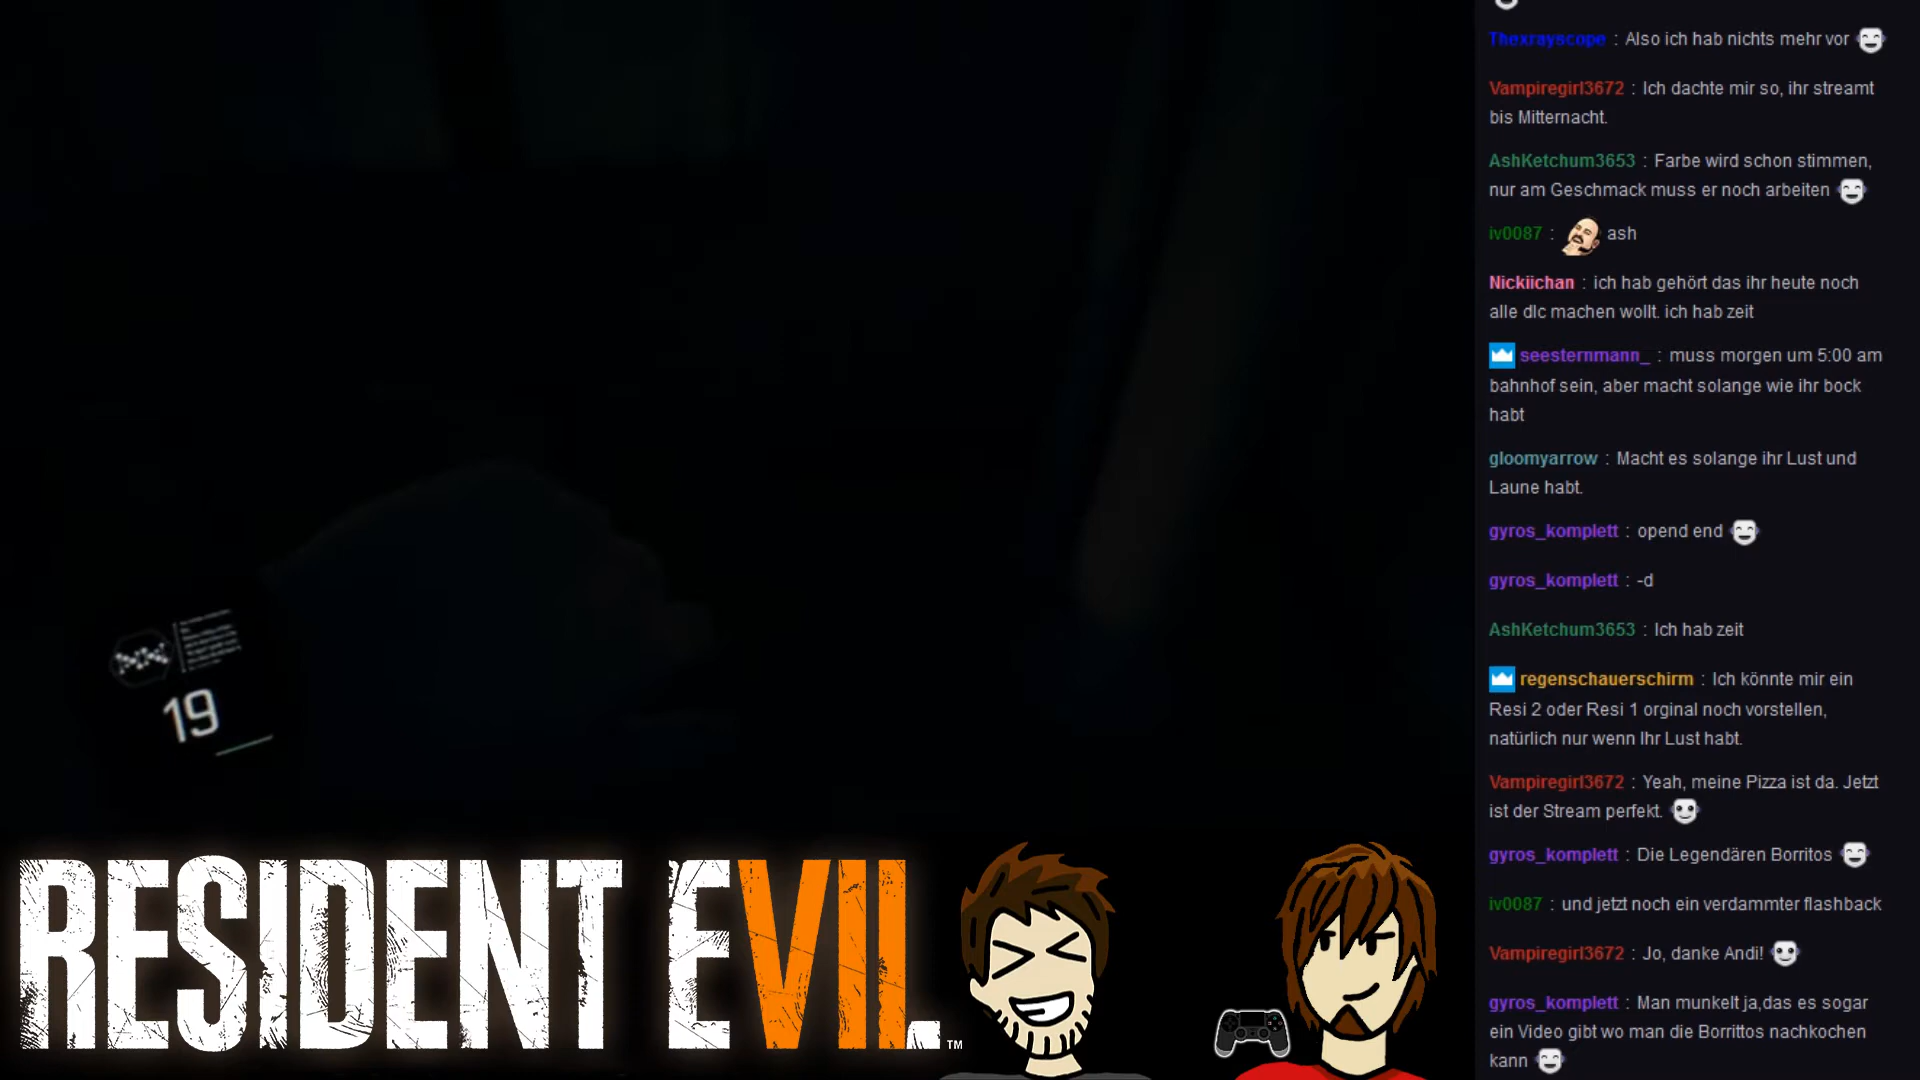 Thexrayscope : Also ich hab nichts mehr vor
Vampiregirl3672 : Ich dachte mir so, ihr streamt
bis Mitternacht.
AshKetchum3653 : Farbe wird schon stimmen,
nur am Geschmack muss er noch arbeiten
iv0087 : ash
Nickiichan : ich hab gehört das ihr heute noch
alle dlc machen wollt. ich hab zeit
seesternmann_ : muss morgen um 5:00 am
bahnhof sein, aber macht solange wie ihr bock
habt
gloomyarrow : Macht es solange ihr Lust und
Laune habt.
gyros_komplett : opend end
gyros_komplett : -d
AshKetchum3653 : Ich hab zeit
regenschauerschirm : Ich könnte mir ein
Resi 2 oder Resi 1 orginal noch vorstellen,
natürlich nur wenn Ihr Lust habt.
Vampiregirl3672 : Yeah, meine Pizza ist da. Jetzt
ist der Stream perfekt.
gyros_komplett : Die Legendären Borritos
iv0087 : und jetzt noch ein verdammter flashback
Vampiregirl3672 : Jo, danke Andi!
gyros_komplett : Man munkelt ja,das es sogar
ein Video gibt wo man die Borrittos nachkochen
kann
19
RESIDENT EVIL™